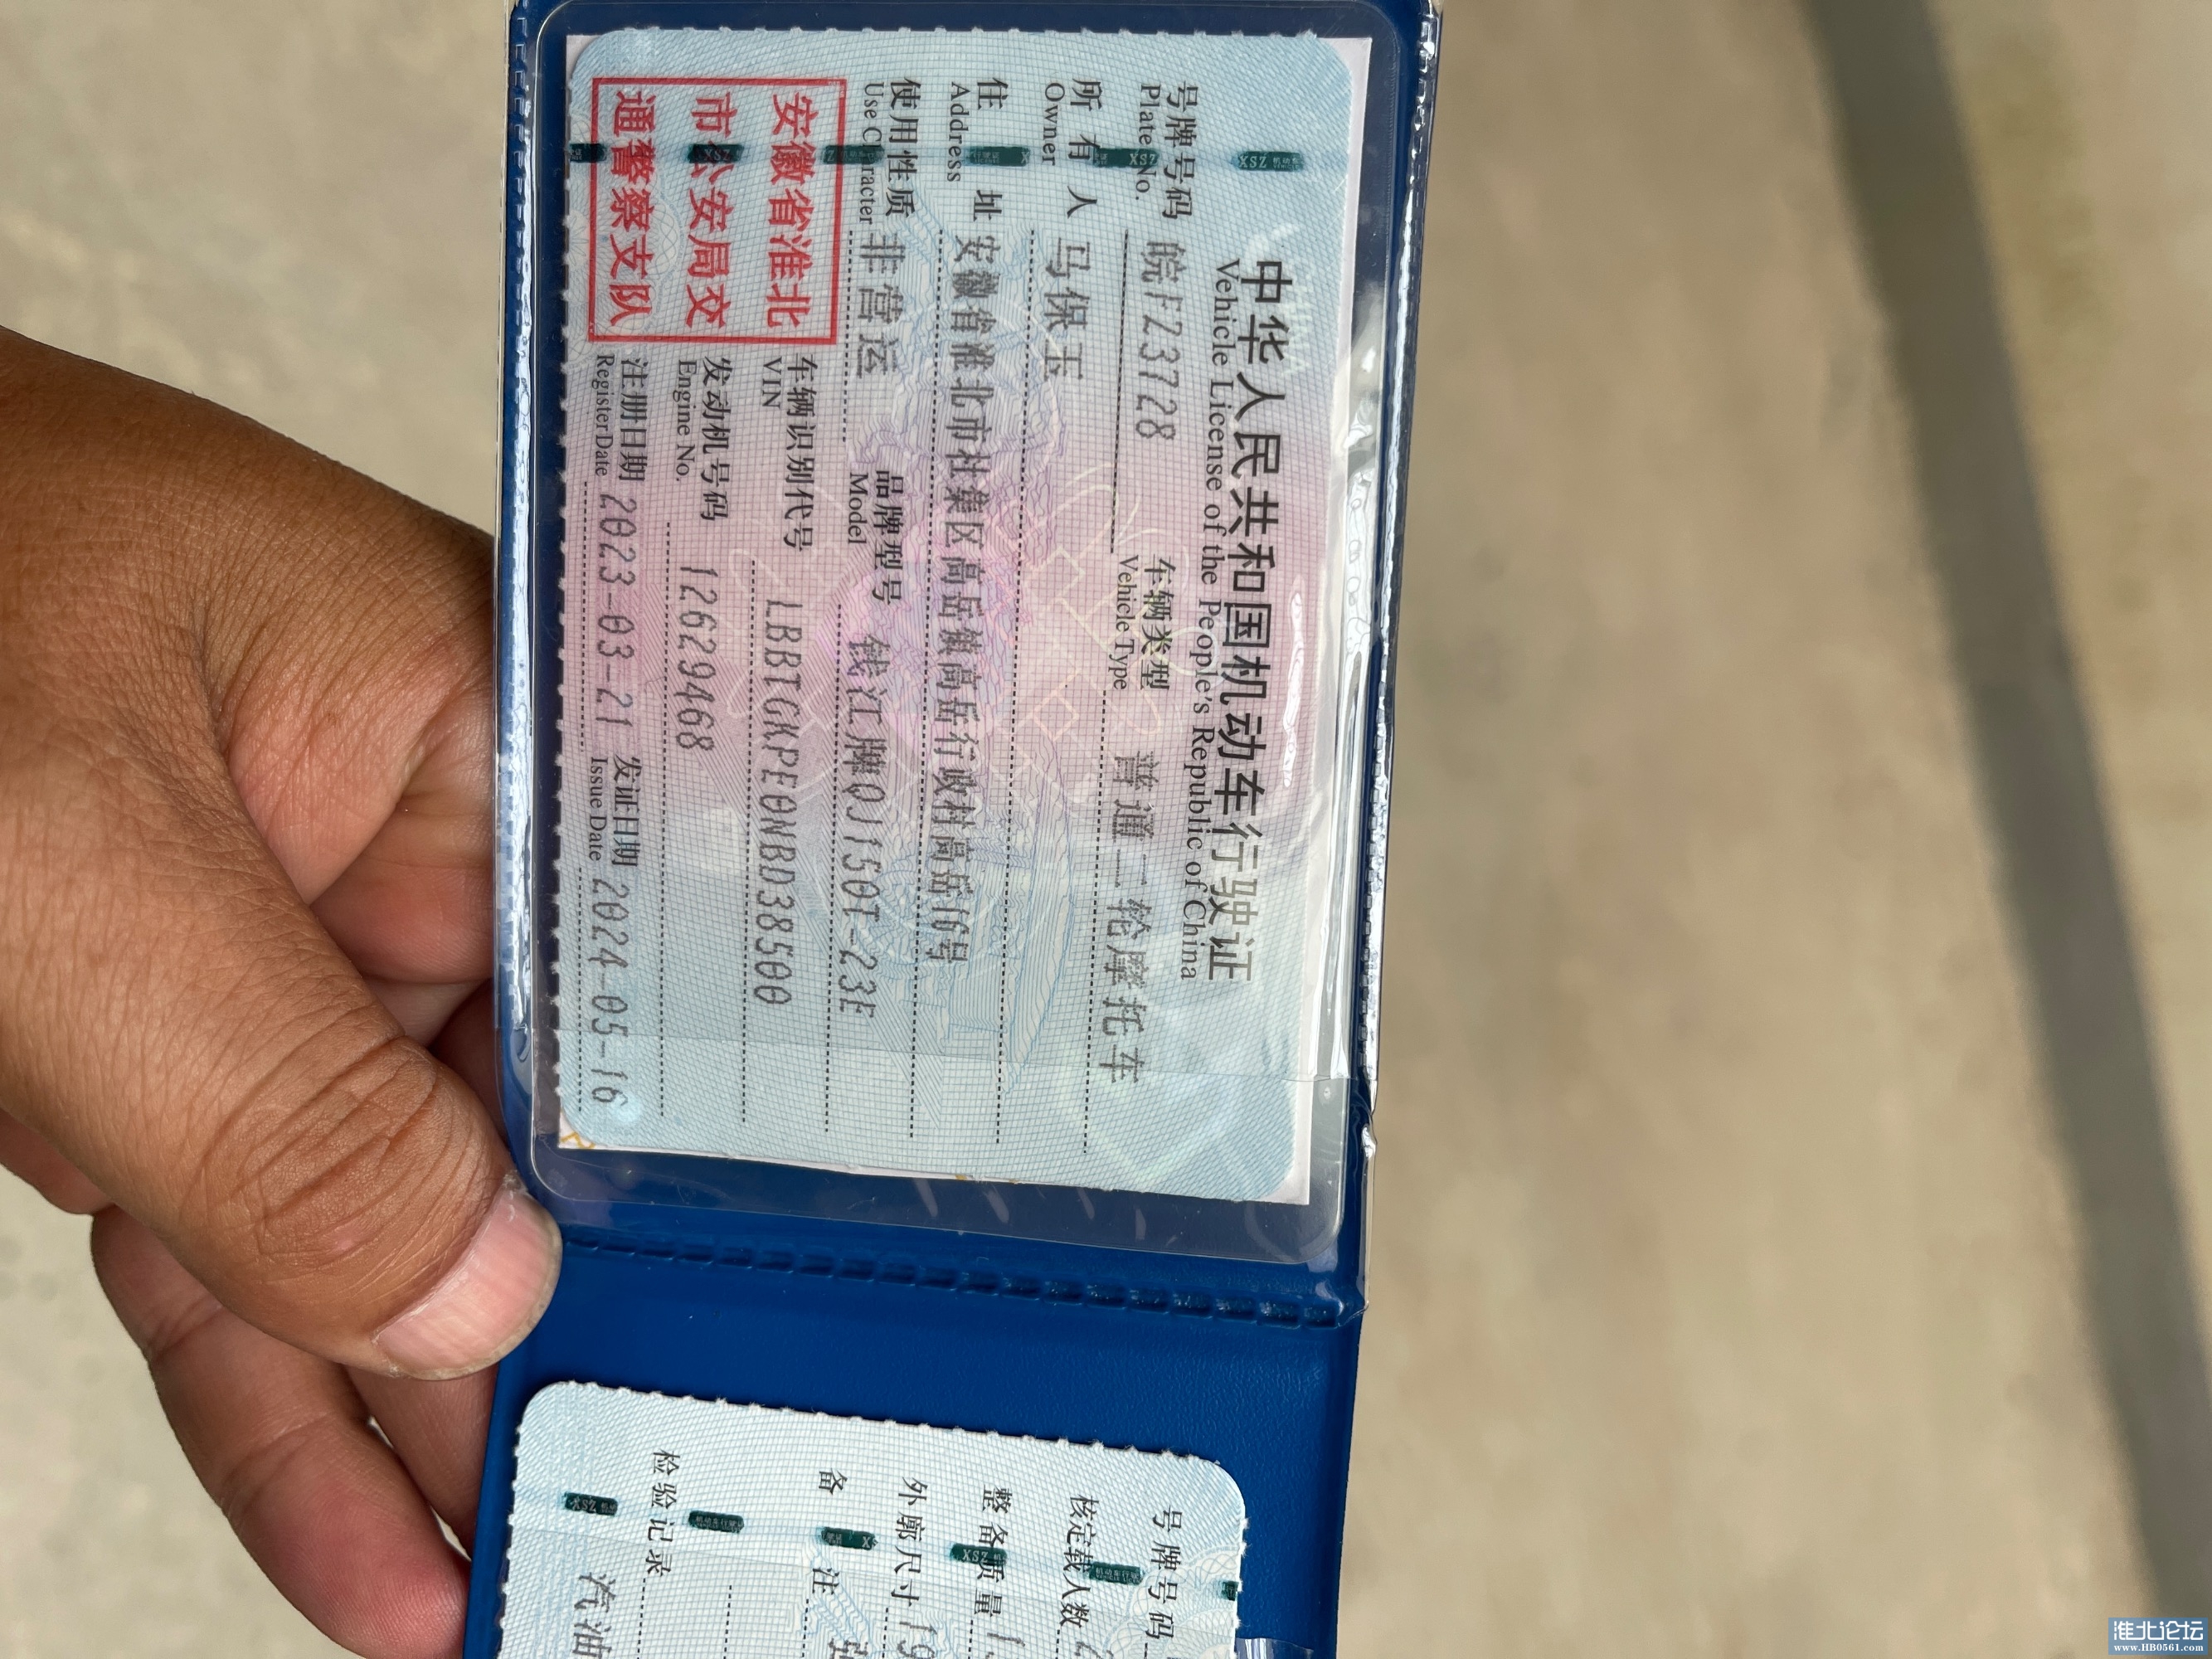 中华人民共和国机动车行驶证
Vehicle License of the People's Republic of China
号牌号码 皖F23728 车辆类型 普通二轮摩托车
Plate No. Vehicle Type
所有人 马保玉
Owner
住址 安徽省淮北市杜集区高岳镇高岳行政村高岳16号
Address
使用性质 非营运 品牌型号 钱江牌QJ150T-23E
Use Character Model
安徽省淮北
市公安局交
通警察支队
车辆识别代号 LBBTGKPE0NBD38500
VIN
发动机号码 12629468
Engine No.
注册日期 2023-03-21 发证日期 2024-05-16
Register Date Issue Date
号牌号码
核定载人数
整备质量
外廓尺寸
备注
检验记录
汽油
淮北论坛
www.HB0561.com